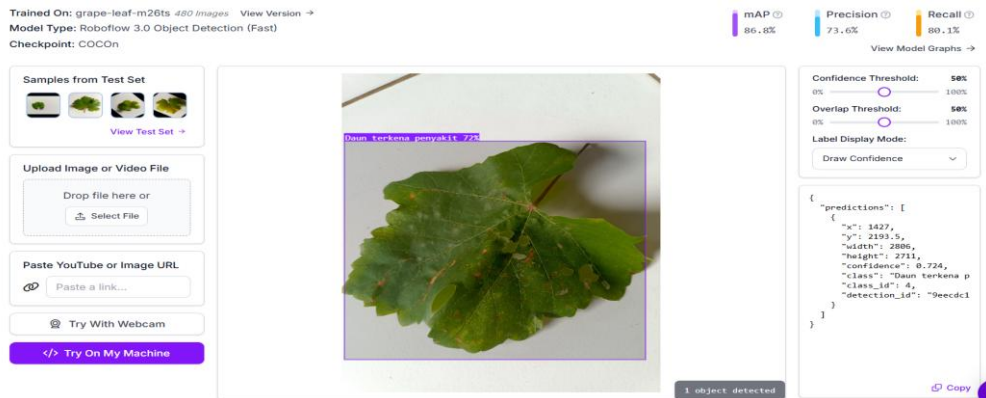 Trained On: grape-leaf-m26ts 480 Images View Version →
Model Type: Roboflow 3.0 Object Detection (Fast)
Checkpoint: COCOn
mAP
86.8%
Precision
73.6%
Recall
80.1%
View Model Graphs →
Samples from Test Set
View Test Set →
Upload Image or Video File
Drop file here or
Select File
Paste YouTube or Image URL
Paste a link...
Try With Webcam
</> Try On My Machine
Daun terkena penyakit 72%
1 object detected
Confidence Threshold: 50%
0% 100%
Overlap Threshold: 50%
0% 100%
Label Display Mode:
Draw Confidence
{
"predictions": [
{
"x": 1427,
"y": 2193.5,
"width": 2806,
"height": 2711,
"confidence": 0.724,
"class": "Daun terkena p
"class_id": 4,
"detection_id": "9eecdc1
}
]
}
Copy